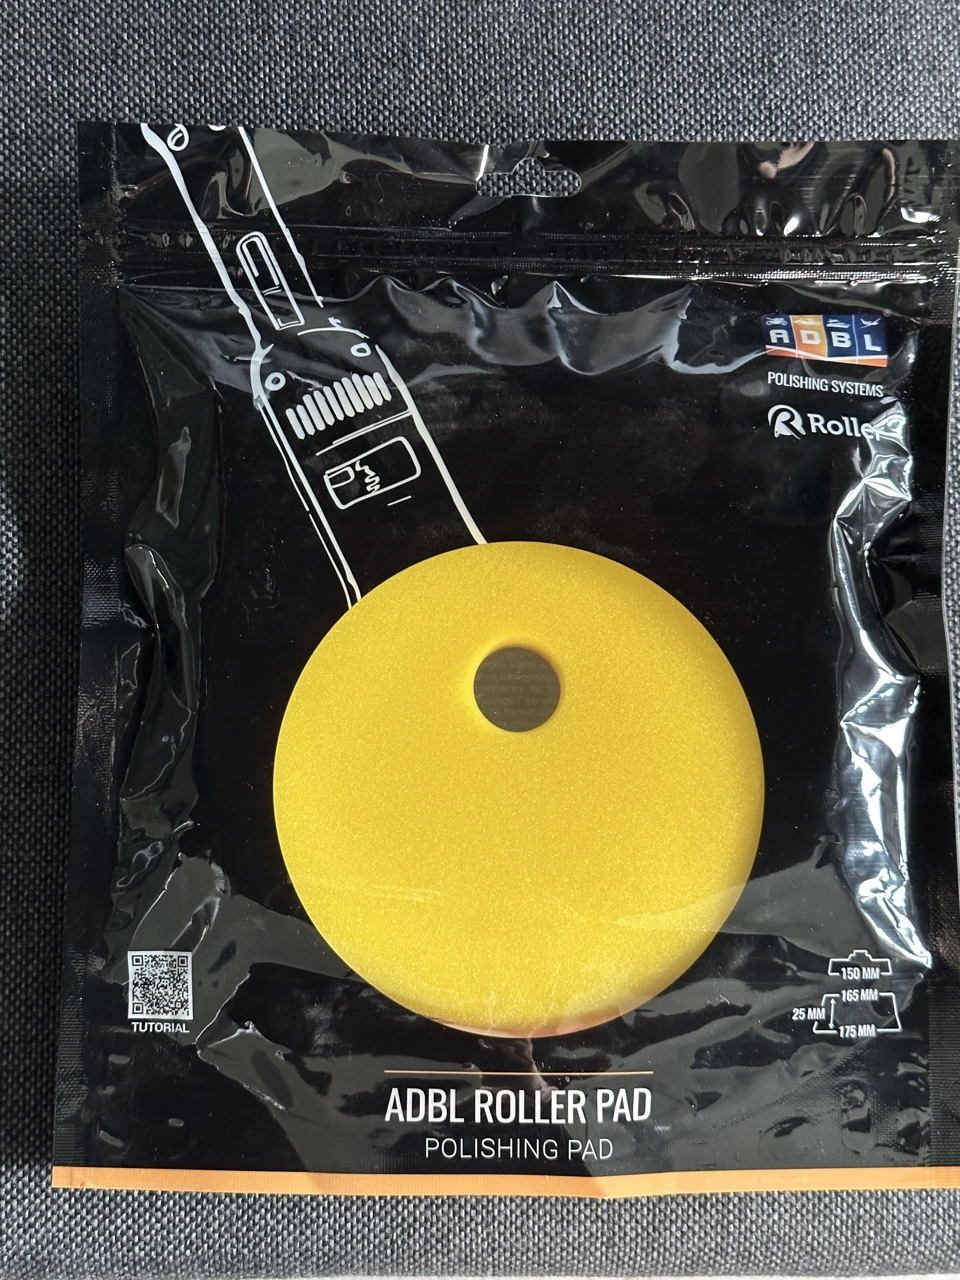 ADBL
POLISHING SYSTEMS
Roller
TUTORIAL
150 MM
165 MM
25 MM
175 MM
ADBL ROLLER PAD
POLISHING PAD